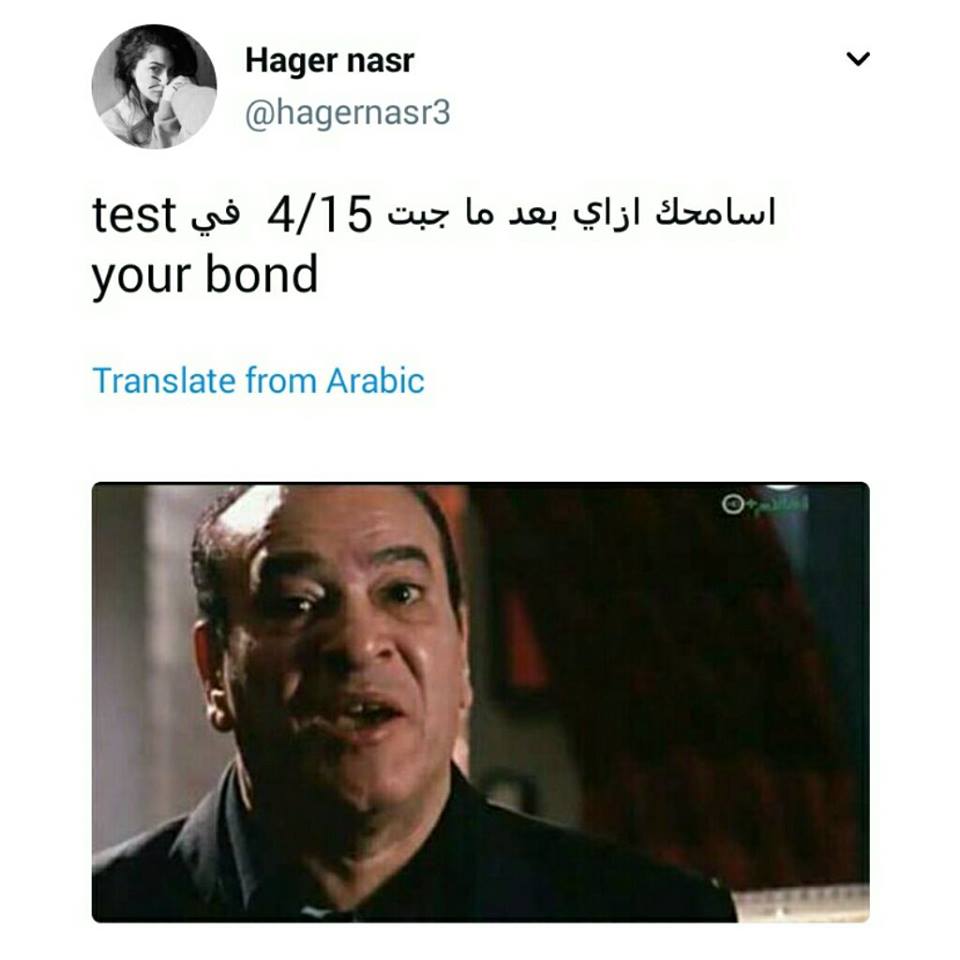 Hager nasr
@hagernasr3
اسامحك ازاي بعد ما جبت 4/15 في test
your bond
Translate from Arabic